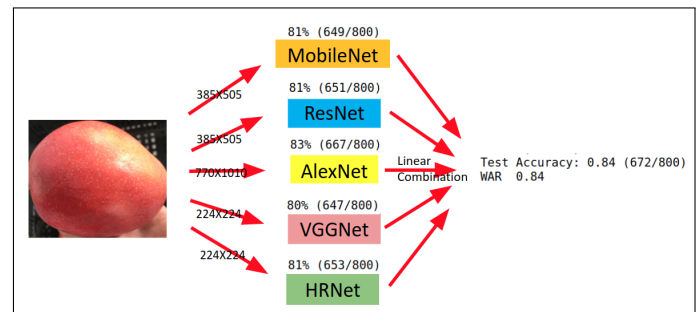 81% (649/800)
MobileNet
385X505
81% (651/800)
ResNet
385X505
83% (667/800)
770X1010
AlexNet
Linear
Combination
Test Accuracy: 0.84 (672/800)
WAR 0.84
80% (647/800)
224X224
VGGNet
224X224
81% (653/800)
HRNet